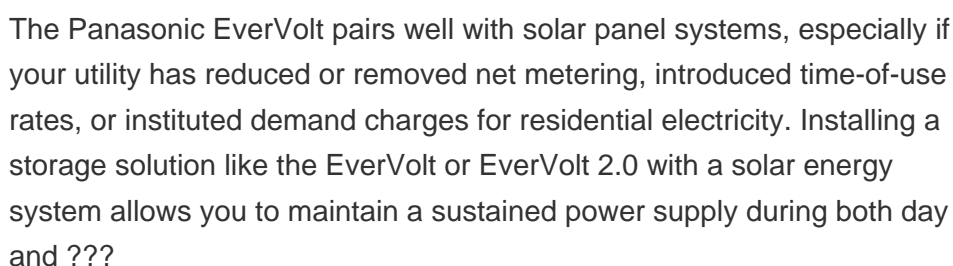 The Panasonic EverVolt pairs well with solar panel systems, especially if
your utility has reduced or removed net metering, introduced time-of-use
rates, or instituted demand charges for residential electricity. Installing a
storage solution like the EverVolt or EverVolt 2.0 with a solar energy
system allows you to maintain a sustained power supply during both day
and ???